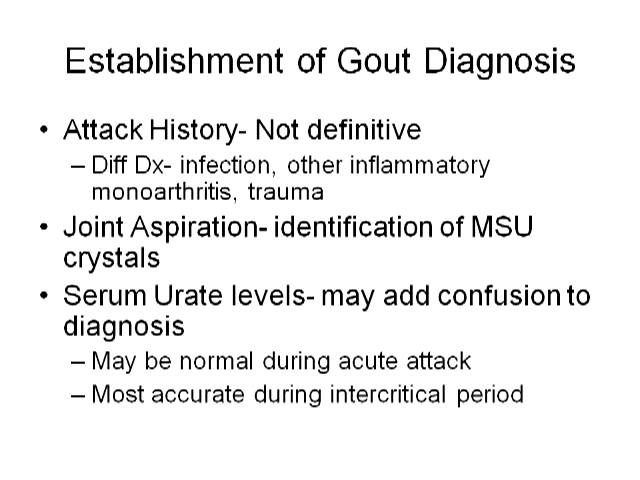 Establishment of Gout Diagnosis
• Attack History- Not definitive
– Diff Dx- infection, other inflammatory
monoarthritis, trauma
• Joint Aspiration- identification of MSU
crystals
• Serum Urate levels- may add confusion to
diagnosis
– May be normal during acute attack
– Most accurate during intercritical period